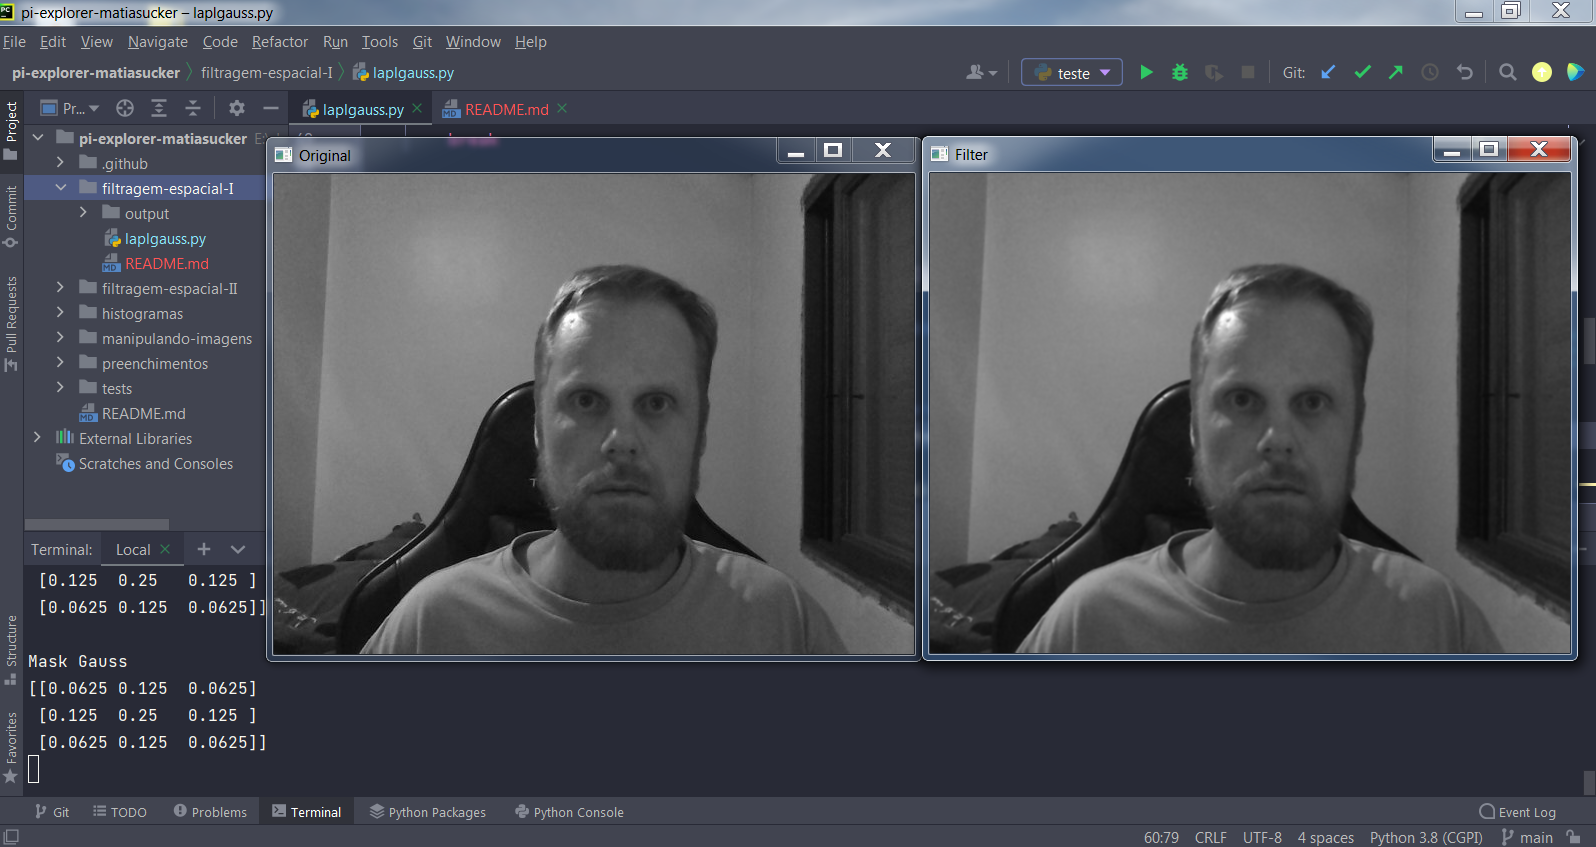 pi-explorer-matiasucker – laplgauss.py
File Edit View Navigate Code Refactor Run Tools Git Window Help
pi-explorer-matiasucker filtragem-espacial-I laplgauss.py
teste
Git:
Project
Pr...
laplgauss.py
README.md
pi-explorer-matiasucker
break
.github
filtragem-espacial-I
output
laplgauss.py
README.md
filtragem-espacial-II
histogramas
manipulando-imagens
preenchimentos
tests
README.md
External Libraries
Scratches and Consoles
Commit
Pull Requests
Original
Filter
Terminal: Local
[0.125 0.25 0.125 ]
[0.0625 0.125 0.0625]]
Mask Gauss
[[0.0625 0.125 0.0625]
[0.125 0.25 0.125 ]
[0.0625 0.125 0.0625]]
Structure
Favorites
Git TODO Problems Terminal Python Packages Python Console Event Log
60:79 CRLF UTF-8 4 spaces Python 3.8 (CGPI) main